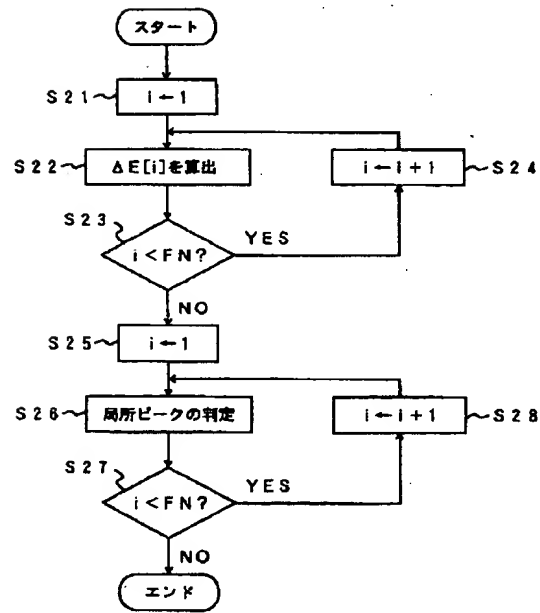 スタート
S21
i←1
S22
ΔE[i]を算出
i←i+1
S24
S23
i<FN?
YES
NO
S25
i←1
S26
局所ピークの判定
i←i+1
S28
S27
i<FN?
YES
NO
エンド